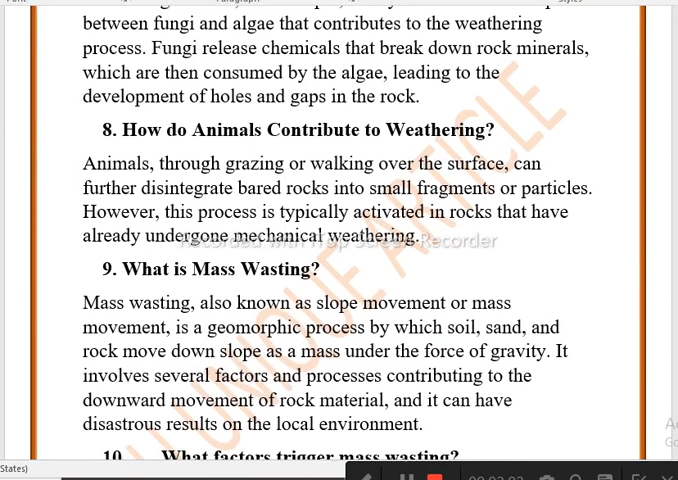 between fungi and algae that contributes to the weathering
process. Fungi release chemicals that break down rock minerals,
which are then consumed by the algae, leading to the
development of holes and gaps in the rock.
8. How do Animals Contribute to Weathering?
Animals, through grazing or walking over the surface, can
further disintegrate bared rocks into small fragments or particles.
However, this process is typically activated in rocks that have
already undergone mechanical weathering.
Recorded with iTop Screen Recorder
9. What is Mass Wasting?
Mass wasting, also known as slope movement or mass
movement, is a geomorphic process by which soil, sand, and
rock move down slope as a mass under the force of gravity. It
involves several factors and processes contributing to the
downward movement of rock material, and it can have
disastrous results on the local environment.
10. What factors trigger mass wasting?
UNIQUE ARTICLE
States)